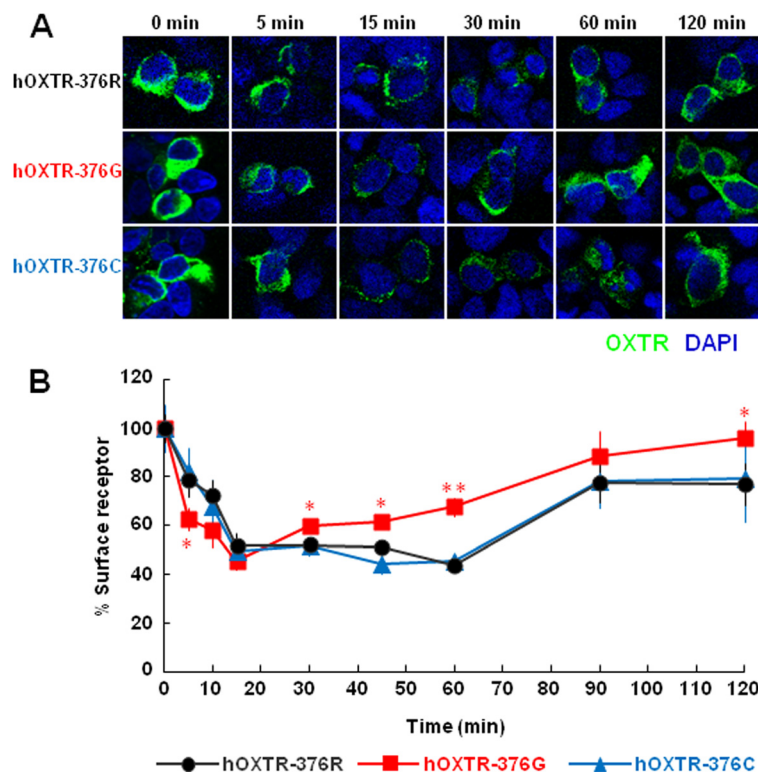 A
0 min 5 min 15 min 30 min 60 min 120 min
hOXTR-376R
hOXTR-376G
hOXTR-376C
OXTR DAPI
B
120
100
80
60
40
20
0
% Surface receptor
*
*
*
**
*
0 10 20 30 40 50 60 70 80 90 100 110 120
Time (min)
hOXTR-376R hOXTR-376G hOXTR-376C